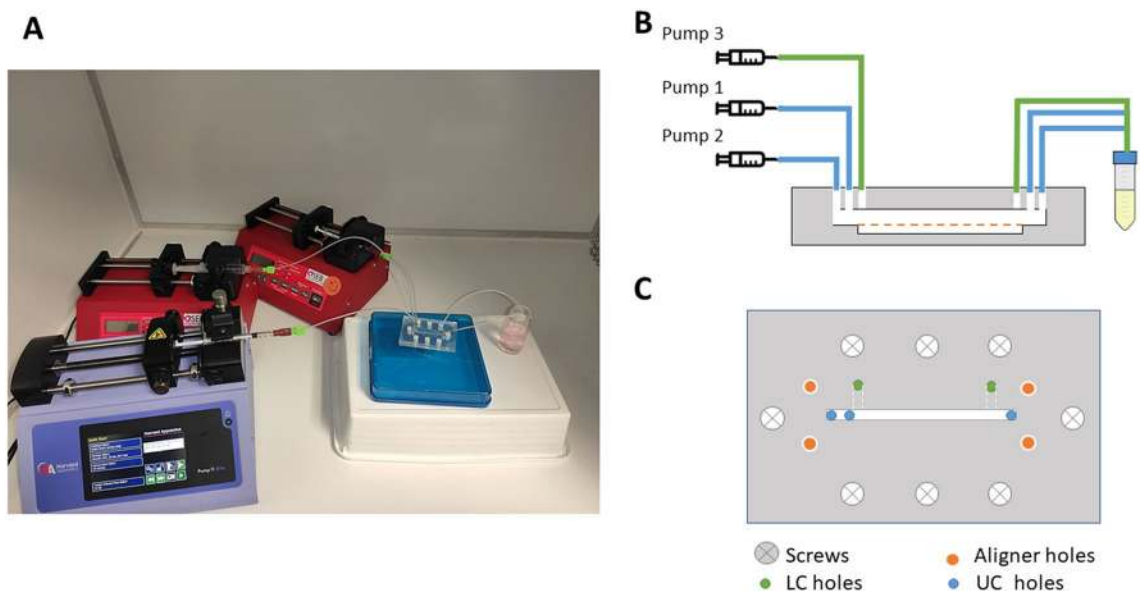 A
B
Pump 3
Pump 1
Pump 2
C
Screws
Aligner holes
LC holes
UC holes
Harvard Apparatus